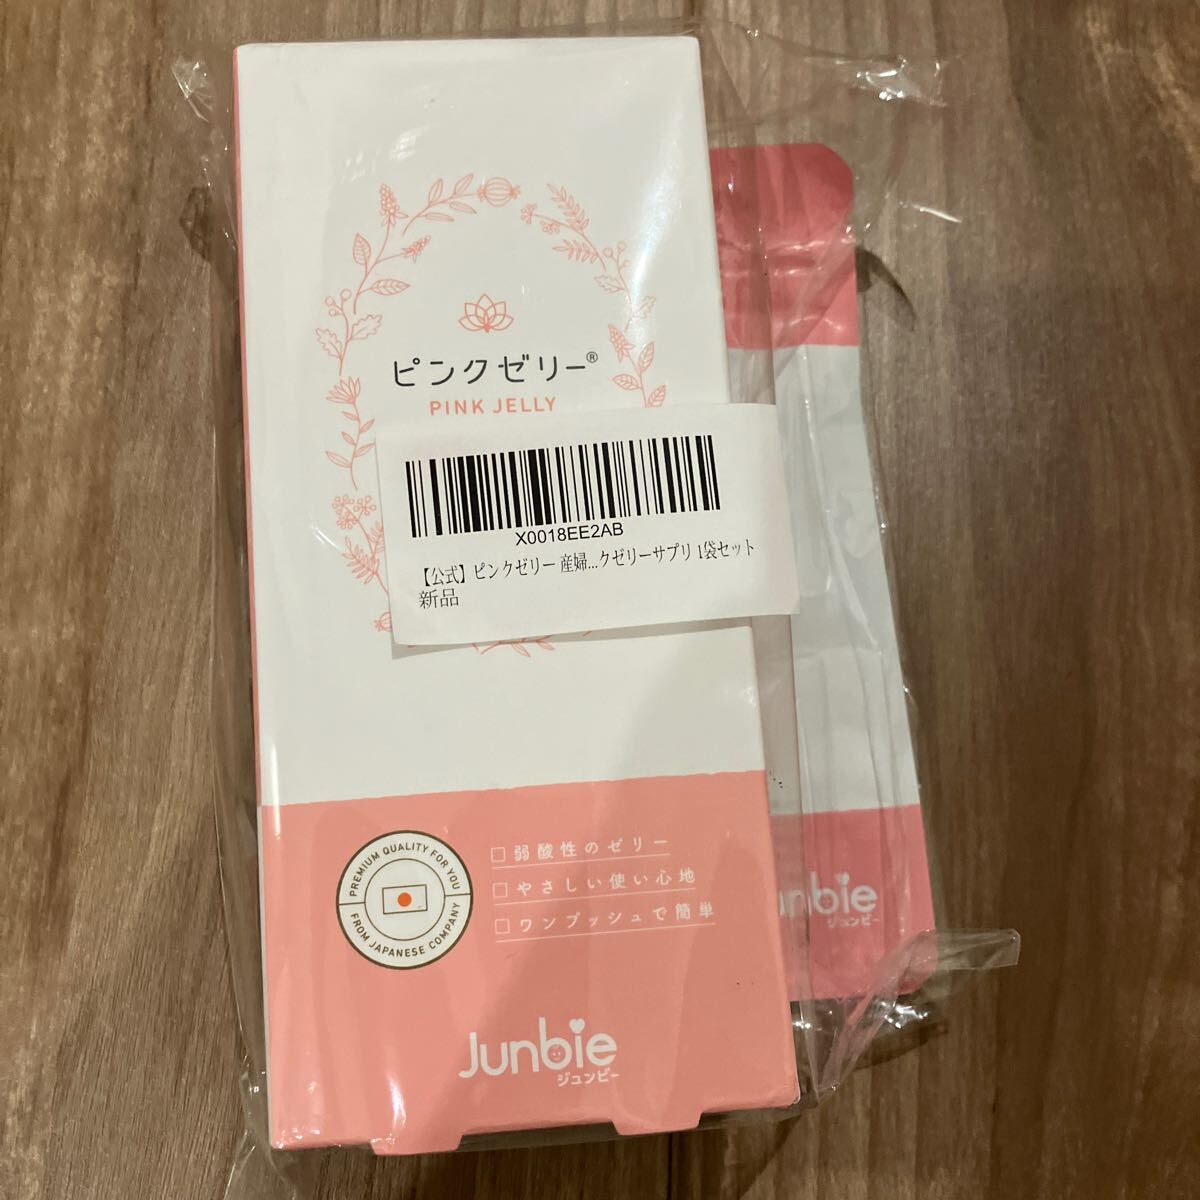 ピンクゼリー®
PINK JELLY
X0018EE2AB
【公式】ピンクゼリー 産婦...クゼリーサプリ 1袋セット
新品
PREMIUM QUALITY FOR YOU
FROM JAPANESE COMPANY
□弱酸性のゼリー
□やさしい使い心地
□ワンプッシュで簡単
Junbie
ジュンビー
unbie
ジュンビー